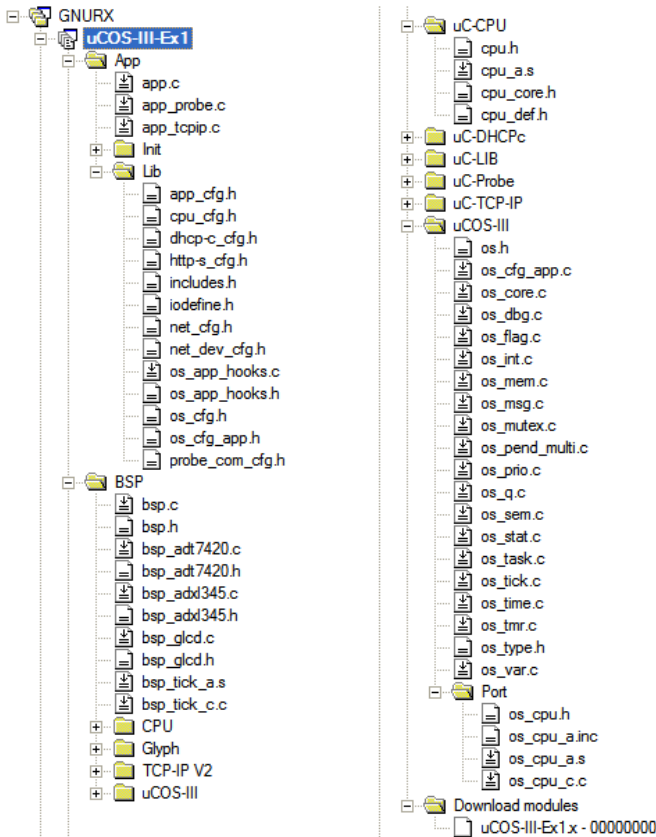 GNURX
uCOS-III-Ex1
App
app.c
app_probe.c
app_tcpip.c
Init
Lib
app_cfg.h
cpu_cfg.h
dhcp-c_cfg.h
http-s_cfg.h
includes.h
iodefine.h
net_cfg.h
net_dev_cfg.h
os_app_hooks.c
os_app_hooks.h
os_cfg.h
os_cfg_app.h
probe_com_cfg.h
BSP
bsp.c
bsp.h
bsp_adt7420.c
bsp_adt7420.h
bsp_adxl345.c
bsp_adxl345.h
bsp_glcd.c
bsp_glcd.h
bsp_tick_a.s
bsp_tick_c.c
CPU
Glyph
TCP-IP V2
uCOS-III
uC-CPU
cpu.h
cpu_a.s
cpu_core.h
cpu_def.h
uC-DHCPc
uC-LIB
uC-Probe
uC-TCP-IP
uCOS-III
os.h
os_cfg_app.c
os_core.c
os_dbg.c
os_flag.c
os_int.c
os_mem.c
os_msg.c
os_mutex.c
os_pend_multi.c
os_prio.c
os_q.c
os_sem.c
os_stat.c
os_task.c
os_tick.c
os_time.c
os_tmr.c
os_type.h
os_var.c
Port
os_cpu.h
os_cpu_a.inc
os_cpu_a.s
os_cpu_c.c
Download modules
uCOS-III-Ex1.x - 00000000